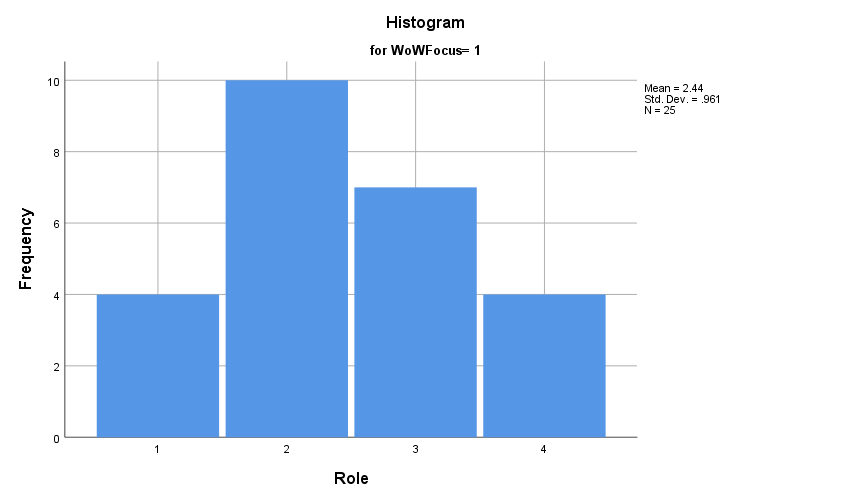 Histogram
for WoWFocus= 1
Mean = 2.44
Std. Dev. = .961
N = 25
10
8
6
4
2
0
Frequency
1 2 3 4
Role